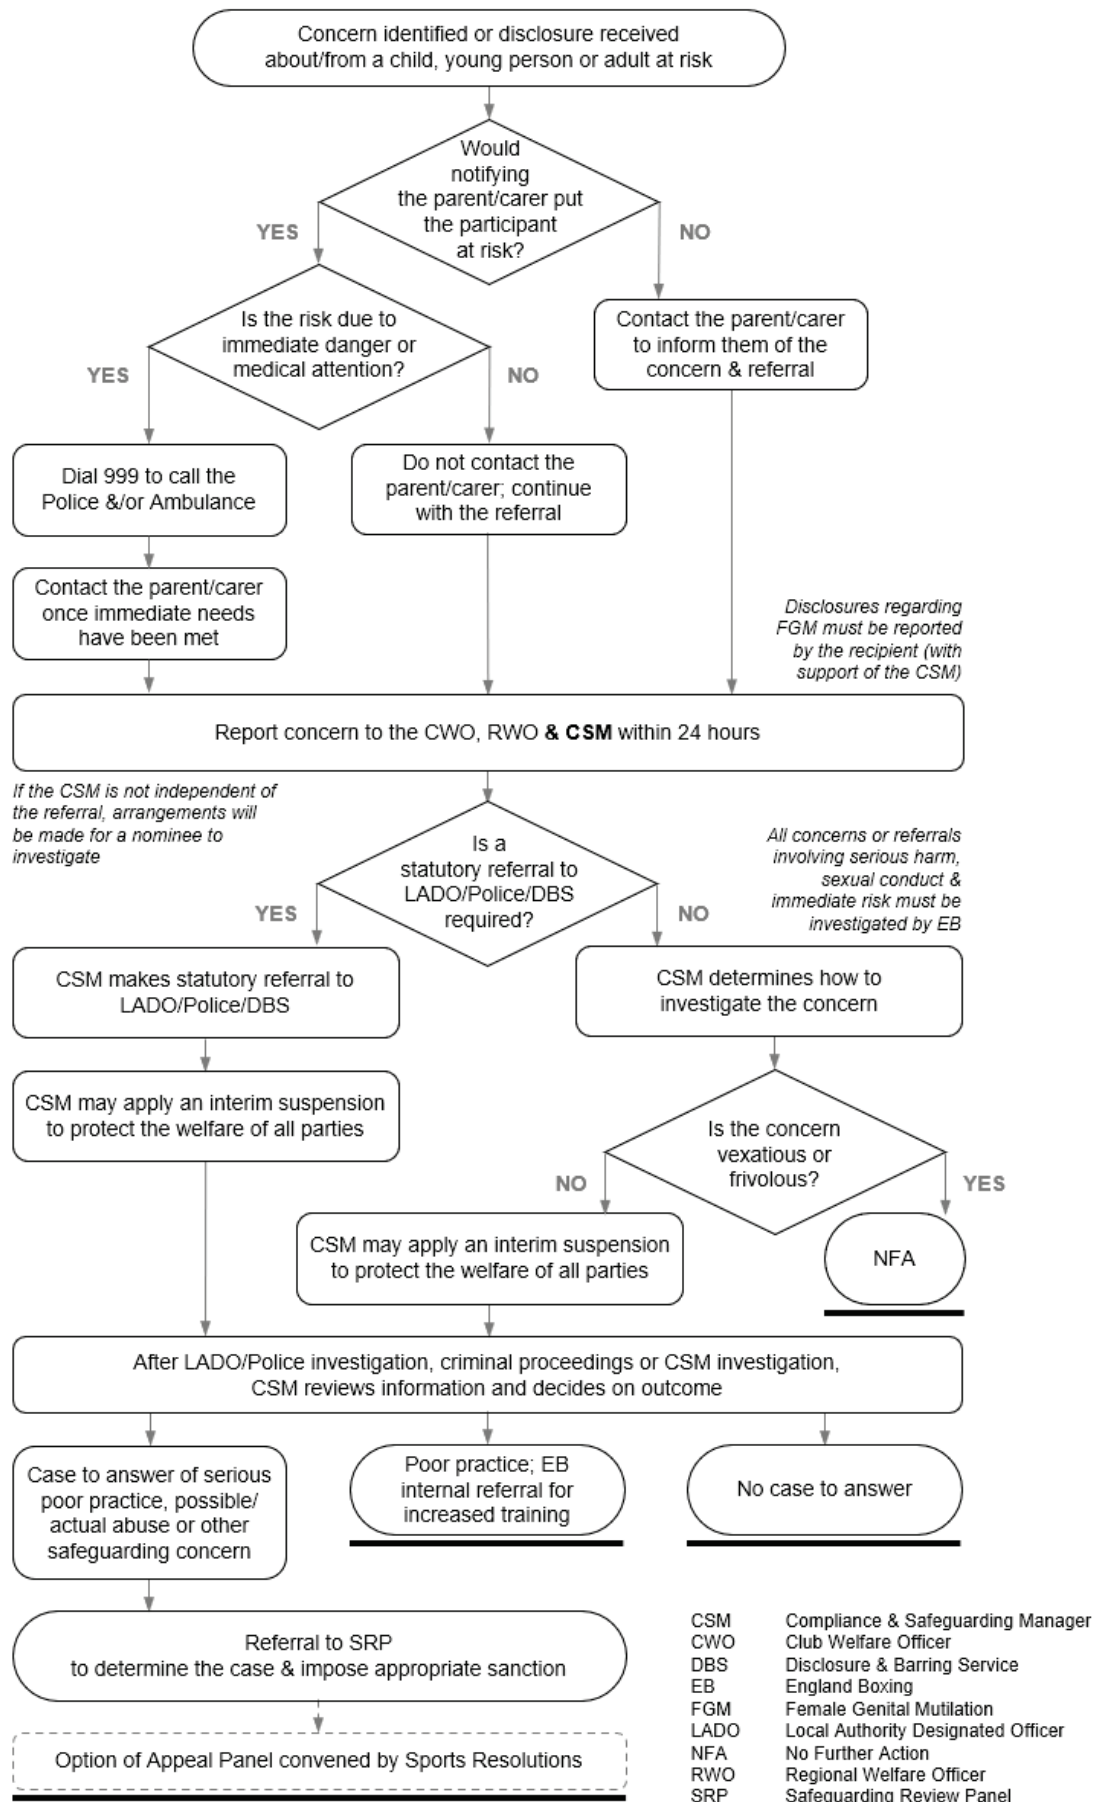 Concern identified or disclosure received
about/from a child, young person or adult at risk
Would
notifying
the parent/carer put
the participant
at risk?
YES
NO
Is the risk due to
immediate danger or
medical attention?
YES
NO
Contact the parent/carer
to inform them of the
concern & referral
Dial 999 to call the
Police &/or Ambulance
Do not contact the
parent/carer; continue
with the referral
Contact the parent/carer
once immediate needs
have been met
Disclosures regarding
FGM must be reported
by the recipient (with
support of the CSM)
Report concern to the CWO, RWO & CSM within 24 hours
If the CSM is not independent of
the referral, arrangements will
be made for a nominee to
investigate
Is a
statutory referral to
LADO/Police/DBS
required?
All concerns or referrals
involving serious harm,
sexual conduct &
immediate risk must be
investigated by EB
YES
NO
CSM makes statutory referral to
LADO/Police/DBS
CSM determines how to
investigate the concern
CSM may apply an interim suspension
to protect the welfare of all parties
Is the concern
vexatious or
frivolous?
NO
YES
CSM may apply an interim suspension
to protect the welfare of all parties
NFA
After LADO/Police investigation, criminal proceedings or CSM investigation,
CSM reviews information and decides on outcome
Case to answer of serious
poor practice, possible/
actual abuse or other
safeguarding concern
Poor practice; EB
internal referral for
increased training
No case to answer
Referral to SRP
to determine the case & impose appropriate sanction
Option of Appeal Panel convened by Sports Resolutions
CSM Compliance & Safeguarding Manager
CWO Club Welfare Officer
DBS Disclosure & Barring Service
EB England Boxing
FGM Female Genital Mutilation
LADO Local Authority Designated Officer
NFA No Further Action
RWO Regional Welfare Officer
SRP Safeguarding Review Panel